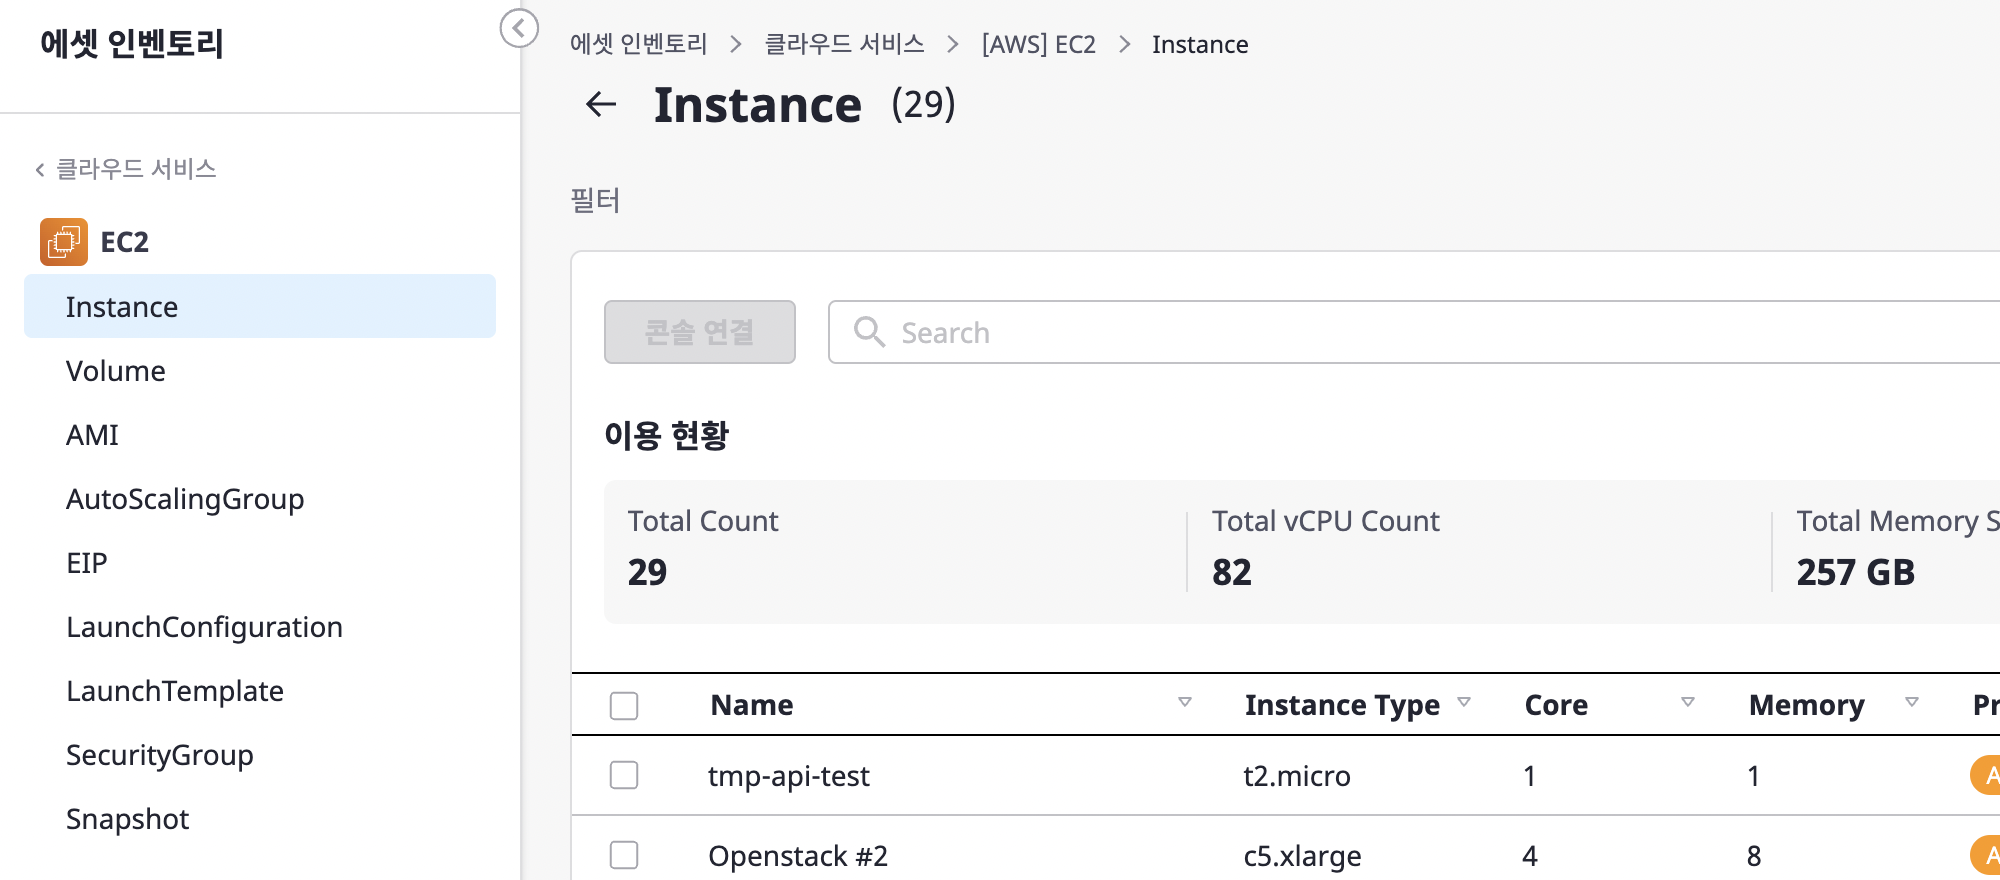 에셋 인벤토리
클라우드 서비스
EC2
Instance
Volume
AMI
AutoScalingGroup
EIP
LaunchConfiguration
LaunchTemplate
SecurityGroup
Snapshot
에셋 인벤토리 > 클라우드 서비스 > [AWS] EC2 > Instance
Instance (29)
필터
콘솔 연결 Search
이용 현황
Total Count Total vCPU Count Total Memory S
29 82 257 GB
Name Instance Type Core Memory Pr
tmp-api-test t2.micro 1 1 A
Openstack #2 c5.xlarge 4 8 A